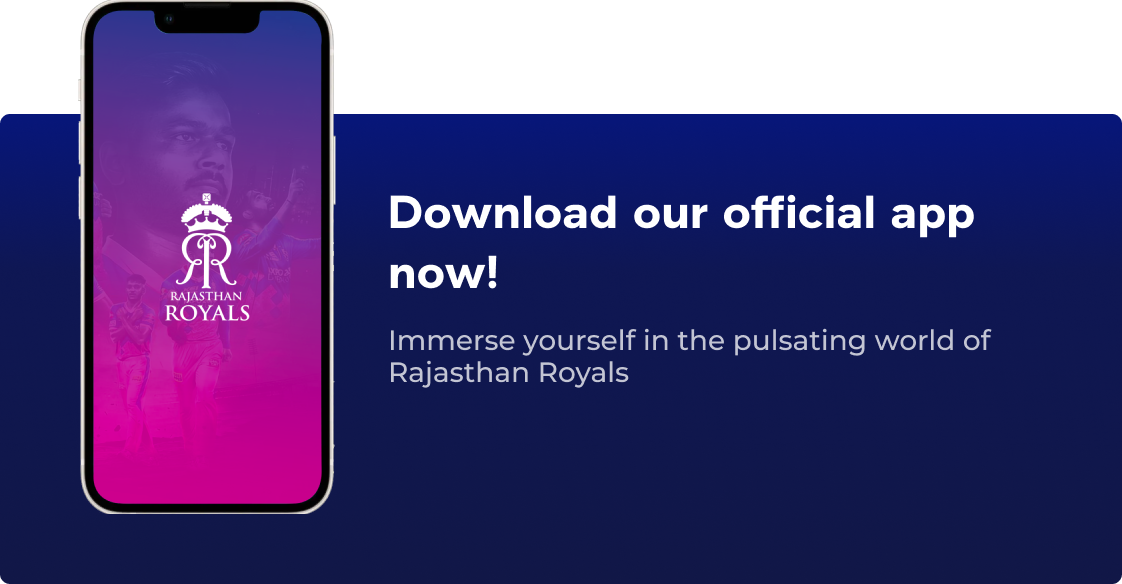 RAJASTHAN
ROYALS
Download our official app
now!
Immerse yourself in the pulsating world of
Rajasthan Royals